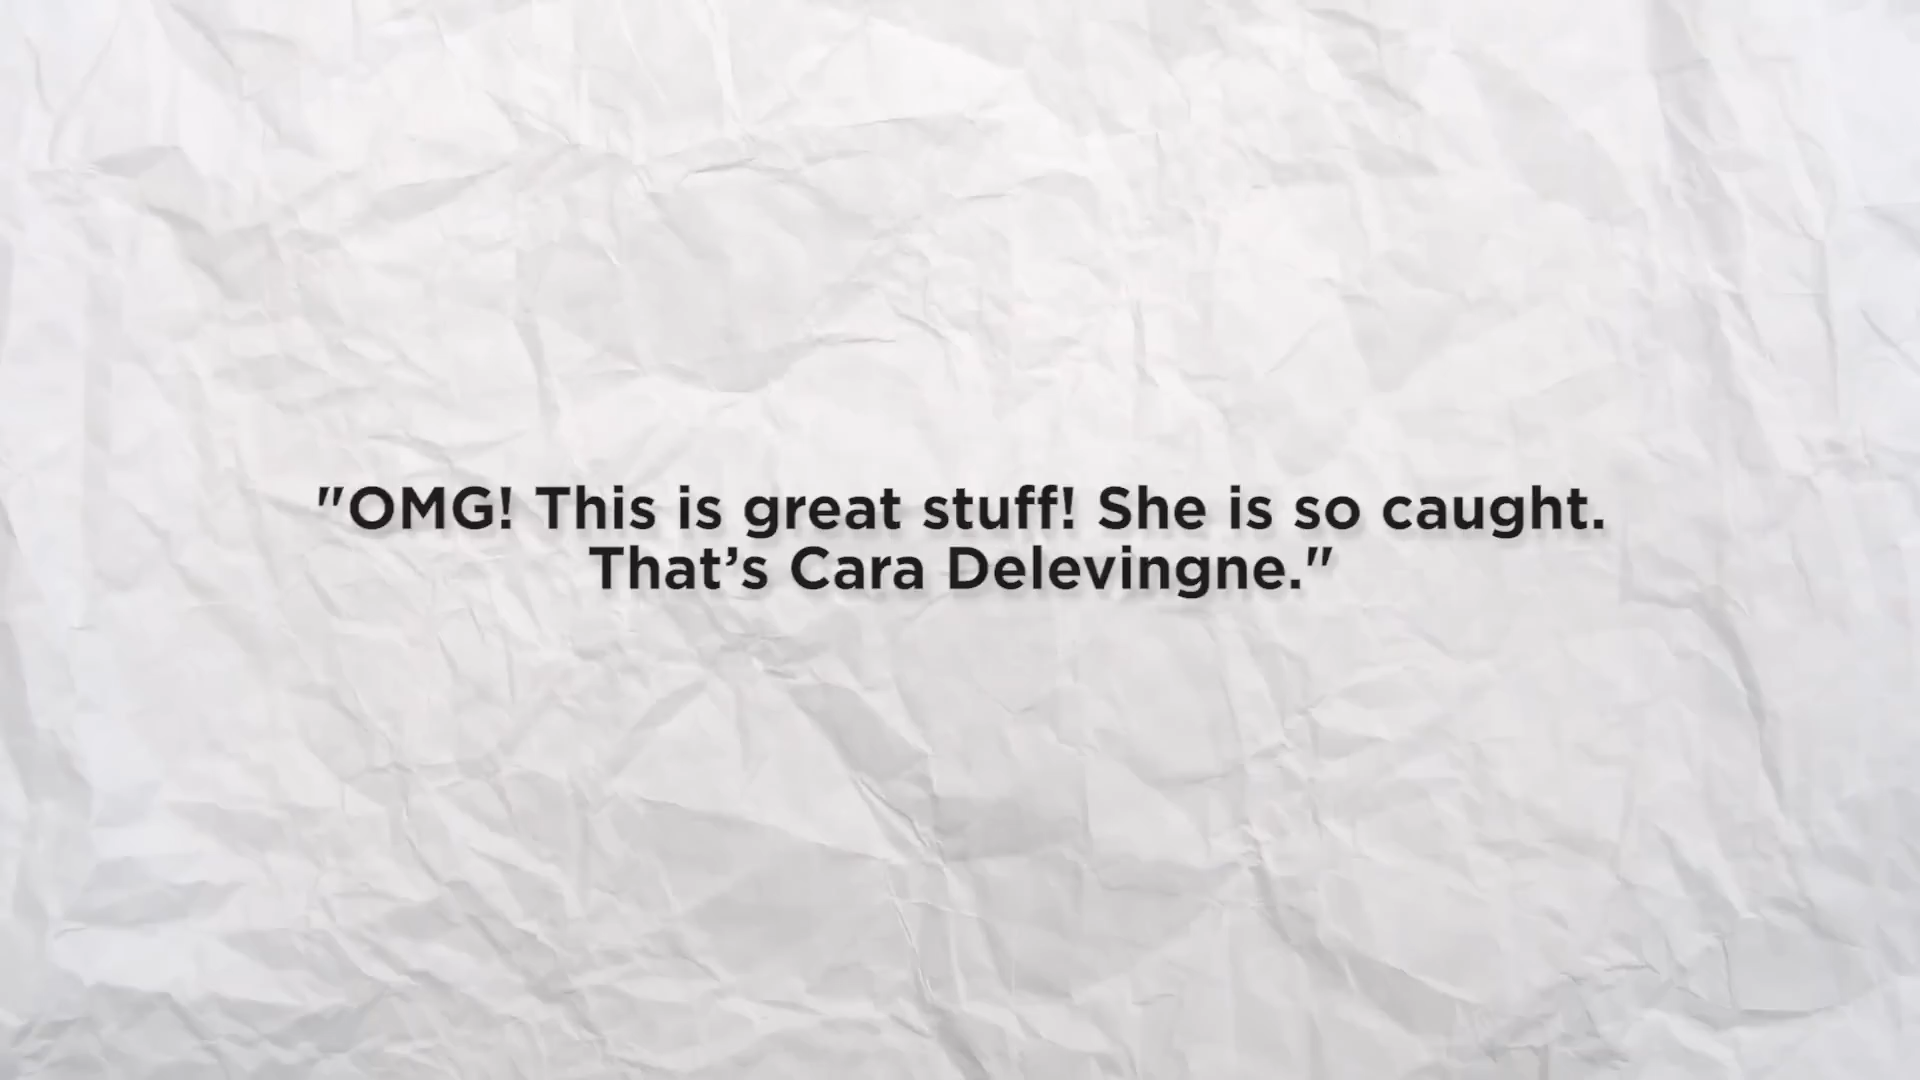 "OMG! This is great stuff! She is so caught.
That’s Cara Delevingne."